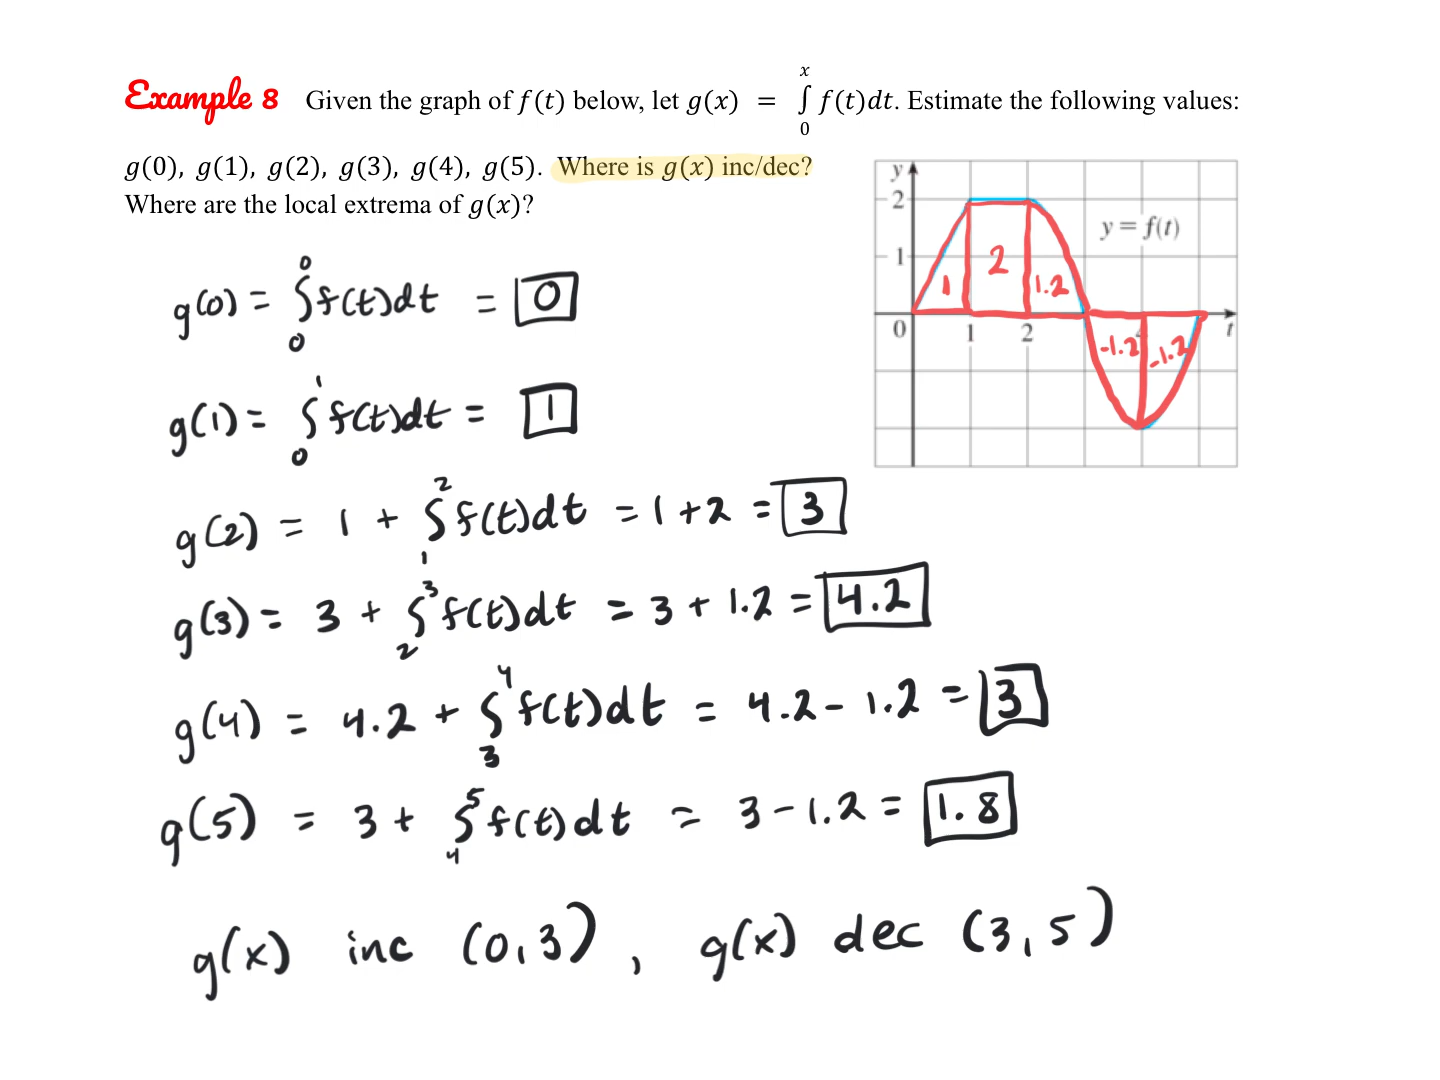 Example 8 Given the graph of f(t) below, let g(x) = ∫₀ˣ f(t)dt. Estimate the following values:
g(0), g(1), g(2), g(3), g(4), g(5). Where is g(x) inc/dec?
Where are the local extrema of g(x)?
y
2
y = f(t)
1
2
1
1.2
0
1
2
t
-1.2
-1.2
g(0) = ∫₀⁰ f(t)dt = 0
g(1) = ∫₀¹ f(t)dt = 1
g(2) = 1 + ∫₁² f(t)dt = 1 + 2 = 3
g(3) = 3 + ∫₂³ f(t)dt = 3 + 1.2 = 4.2
g(4) = 4.2 + ∫₃⁴ f(t)dt = 4.2 - 1.2 = 3
g(5) = 3 + ∫₄⁵ f(t)dt = 3 - 1.2 = 1.8
g(x) inc (0,3), g(x) dec (3,5)